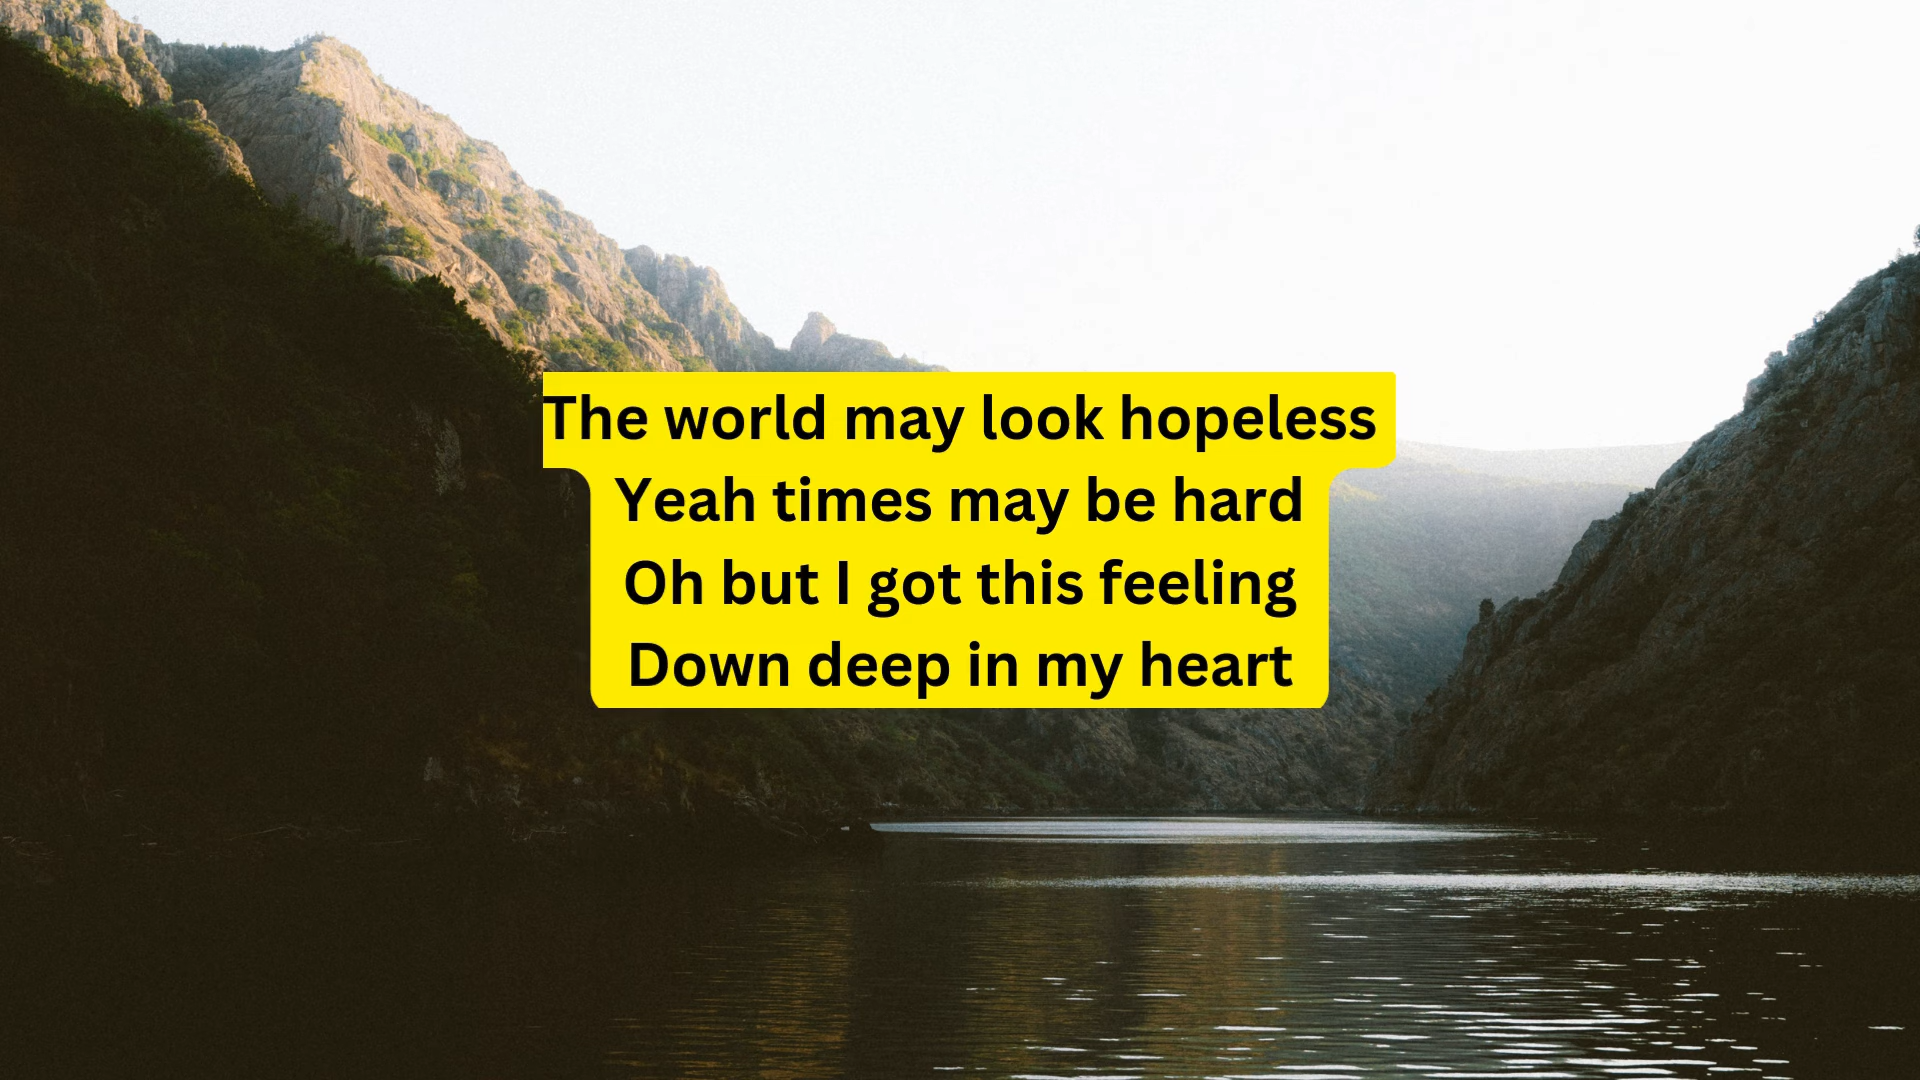 The world may look hopeless
Yeah times may be hard
Oh but I got this feeling
Down deep in my heart